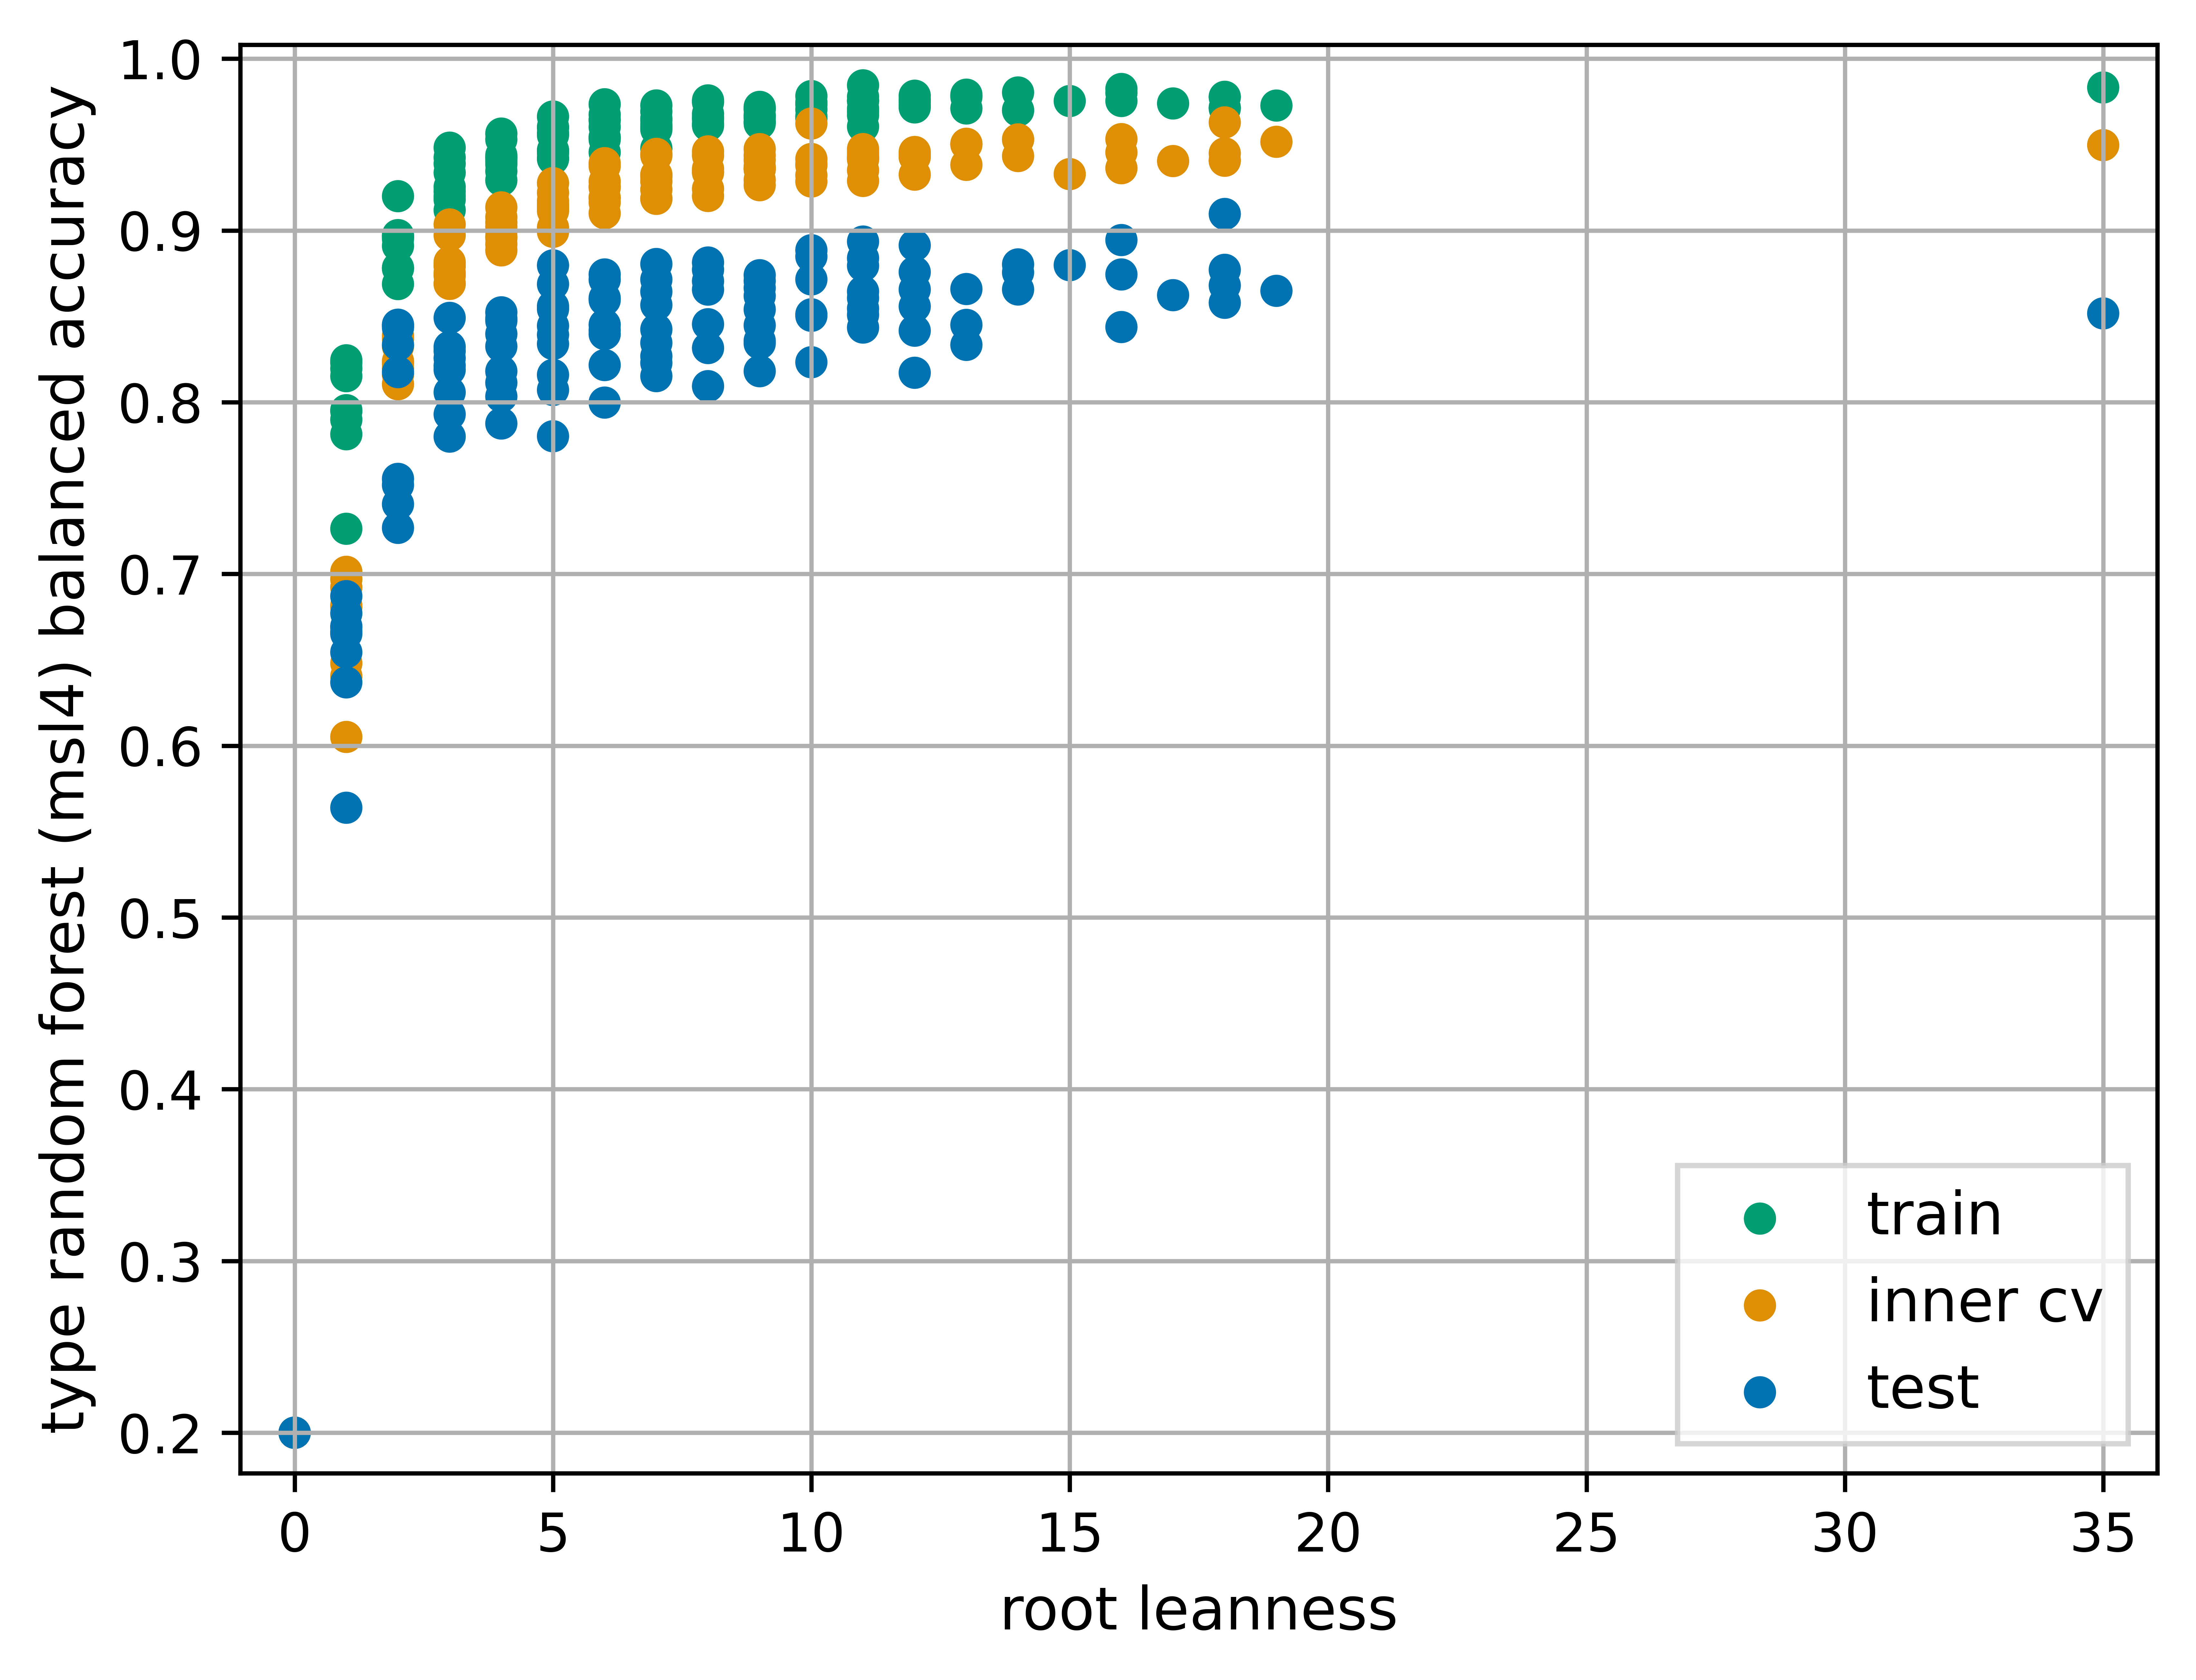 type random forest (msl4) balanced accuracy
1.0
0.9
0.8
0.7
0.6
0.5
0.4
0.3
0.2
train
inner cv
test
0 5 10 15 20 25 30 35
root leanness